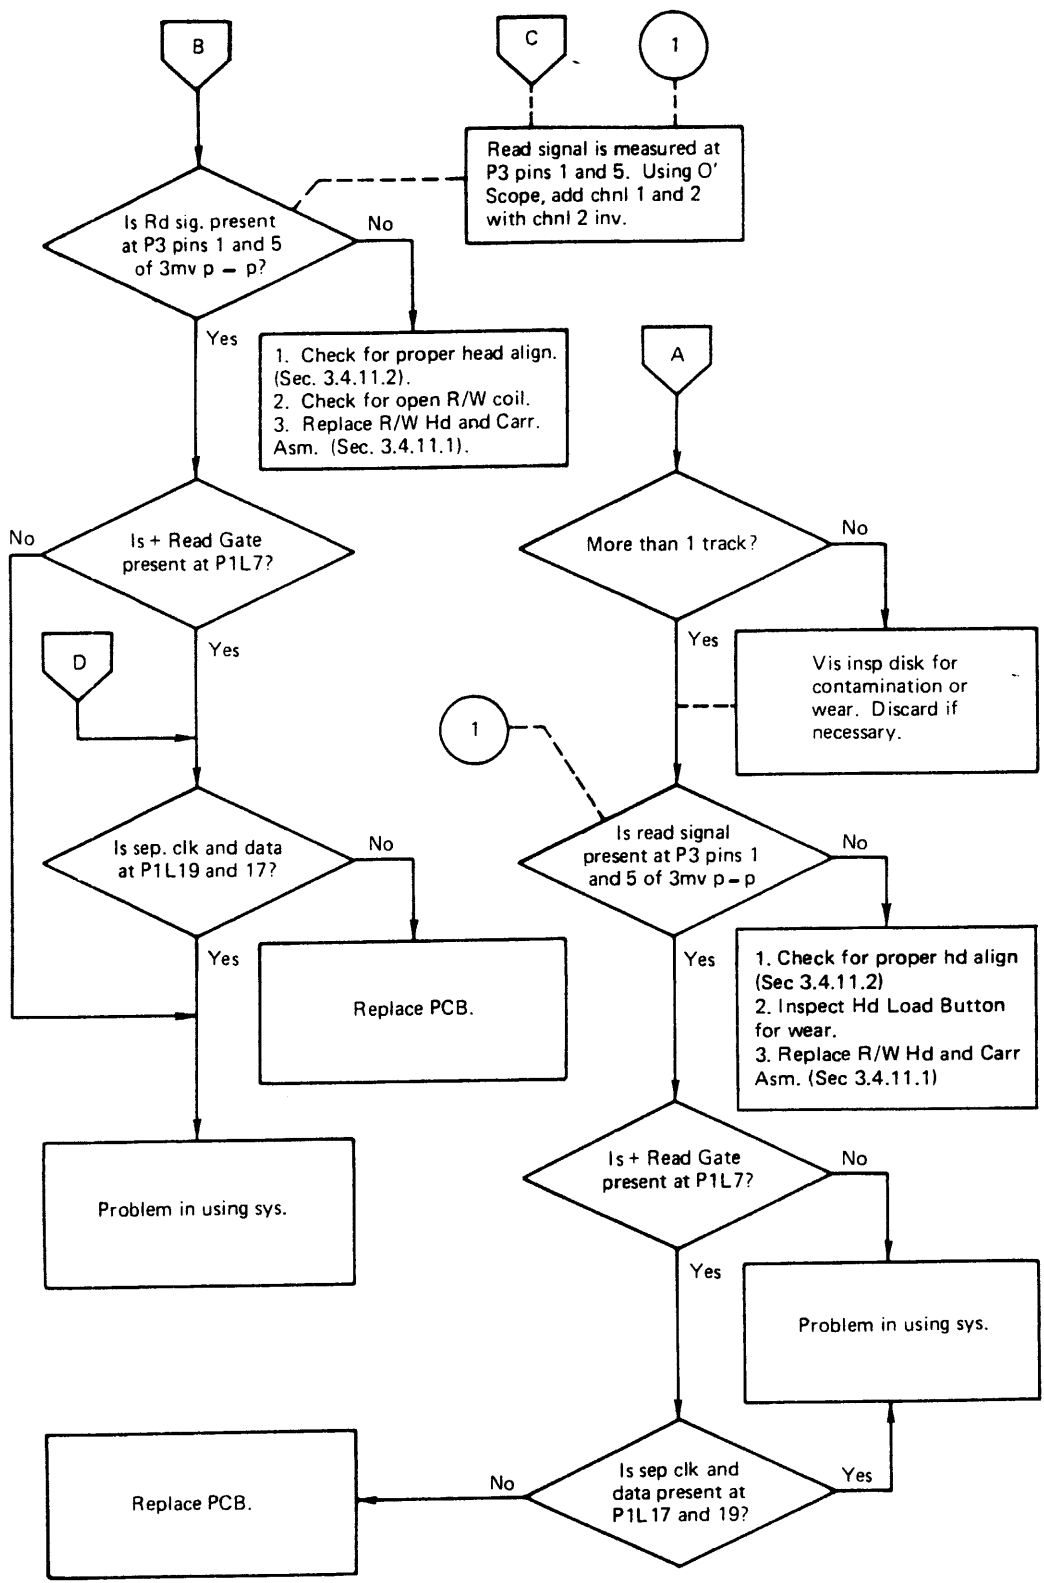 B
C
1
Read signal is measured at
P3 pins 1 and 5. Using O'
Scope, add chnl 1 and 2
with chnl 2 inv.
Is Rd sig. present
at P3 pins 1 and 5
of 3mv p – p?
No
Yes
1. Check for proper head align.
(Sec. 3.4.11.2).
2. Check for open R/W coil.
3. Replace R/W Hd and Carr.
Asm. (Sec. 3.4.11.1).
A
No
Is + Read Gate
present at P1L7?
Yes
More than 1 track?
No
Yes
D
Vis insp disk for
contamination or
wear. Discard if
necessary.
1
Is sep. clk and data
at P1L19 and 17?
No
Yes
Is read signal
present at P3 pins 1
and 5 of 3mv p – p
No
Yes
Replace PCB.
1. Check for proper hd align
(Sec 3.4.11.2)
2. Inspect Hd Load Button
for wear.
3. Replace R/W Hd and Carr
Asm. (Sec 3.4.11.1)
Problem in using sys.
Is + Read Gate
present at P1L7?
No
Yes
Problem in using sys.
Is sep clk and
data present at
P1L17 and 19?
No
Yes
Replace PCB.